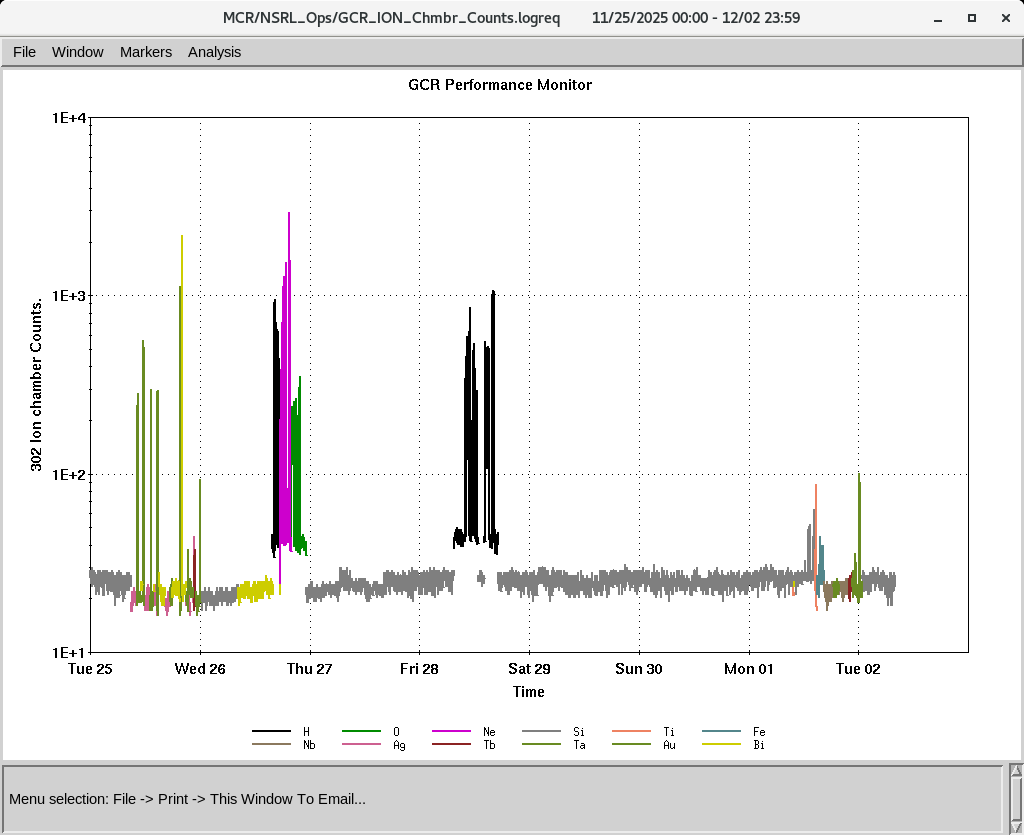 MCR/NSRL_Ops/GCR_ION_Chmbr_Counts.logreq 11/25/2025 00:00 - 12/02 23:59
File Window Markers Analysis
GCR Performance Monitor
1E+4
1E+3
1E+2
1E+1
302 Ion chamber Counts.
Tue 25 Wed 26 Thu 27 Fri 28 Sat 29 Sun 30 Mon 01 Tue 02
Time
H O Ne Si Ti Fe
Nb Ag Tb Ta Au Bi
Menu selection: File -> Print -> This Window To Email...